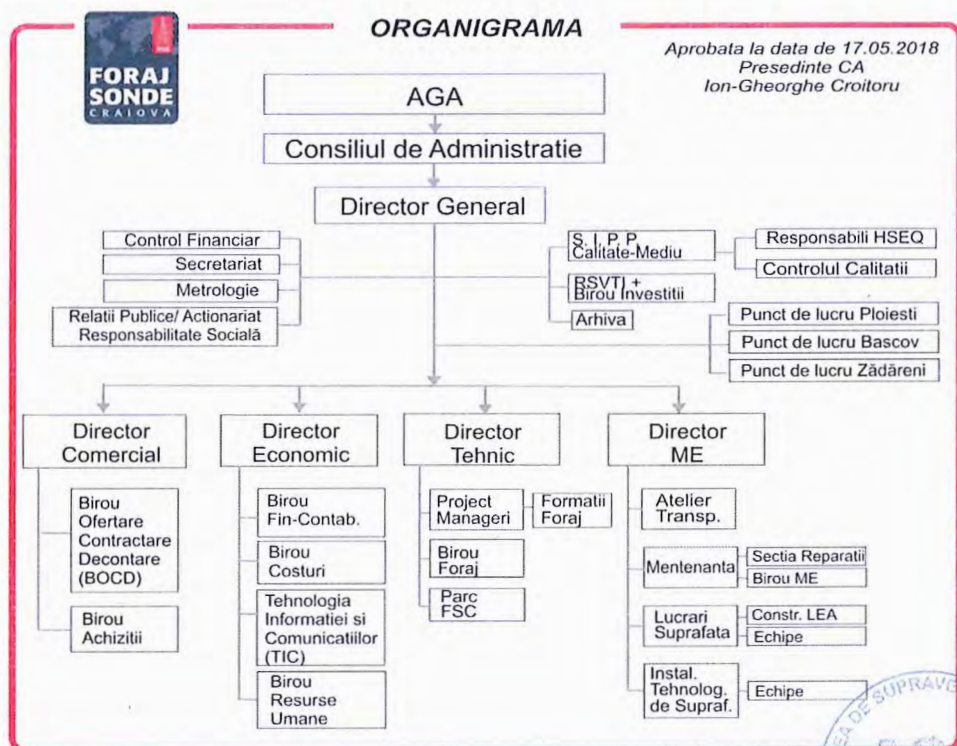 ORGANIGRAMA
FORAJ
SONDE
CRAIOVA
Aprobata la data de 17.05.2018
Presedinte CA
Ion-Gheorghe Croitoru
AGA
Consiliul de Administratie
Director General
Control Financiar
Secretariat
Metrologie
Relatii Publice/ Actionariat
Responsabilitate Socială
S. I. P. P.
Calitate-Mediu
RSVTI +
Birou Investitii
Arhiva
Responsabili HSEQ
Controlul Calitatii
Punct de lucru Ploiesti
Punct de lucru Bascov
Punct de lucru Zădăreni
Director
Comercial
Birou
Ofertare
Contractare
Decontare
(BOCD)
Birou
Achizitii
Director
Economic
Birou
Fin-Contab.
Birou
Costuri
Tehnologia
Informatiei si
Comunicatiilor
(TIC)
Birou
Resurse
Umane
Director
Tehnic
Project
Manageri
Formatii
Foraj
Birou
Foraj
Parc
FSC
Director
ME
Atelier
Transp.
Mentenanta
Sectia Reparatii
Birou ME
Lucrari
Suprafata
Constr. LEA
Echipe
Instal.
Tehnolog.
de Supraf.
Echipe
DE SUPRAVG